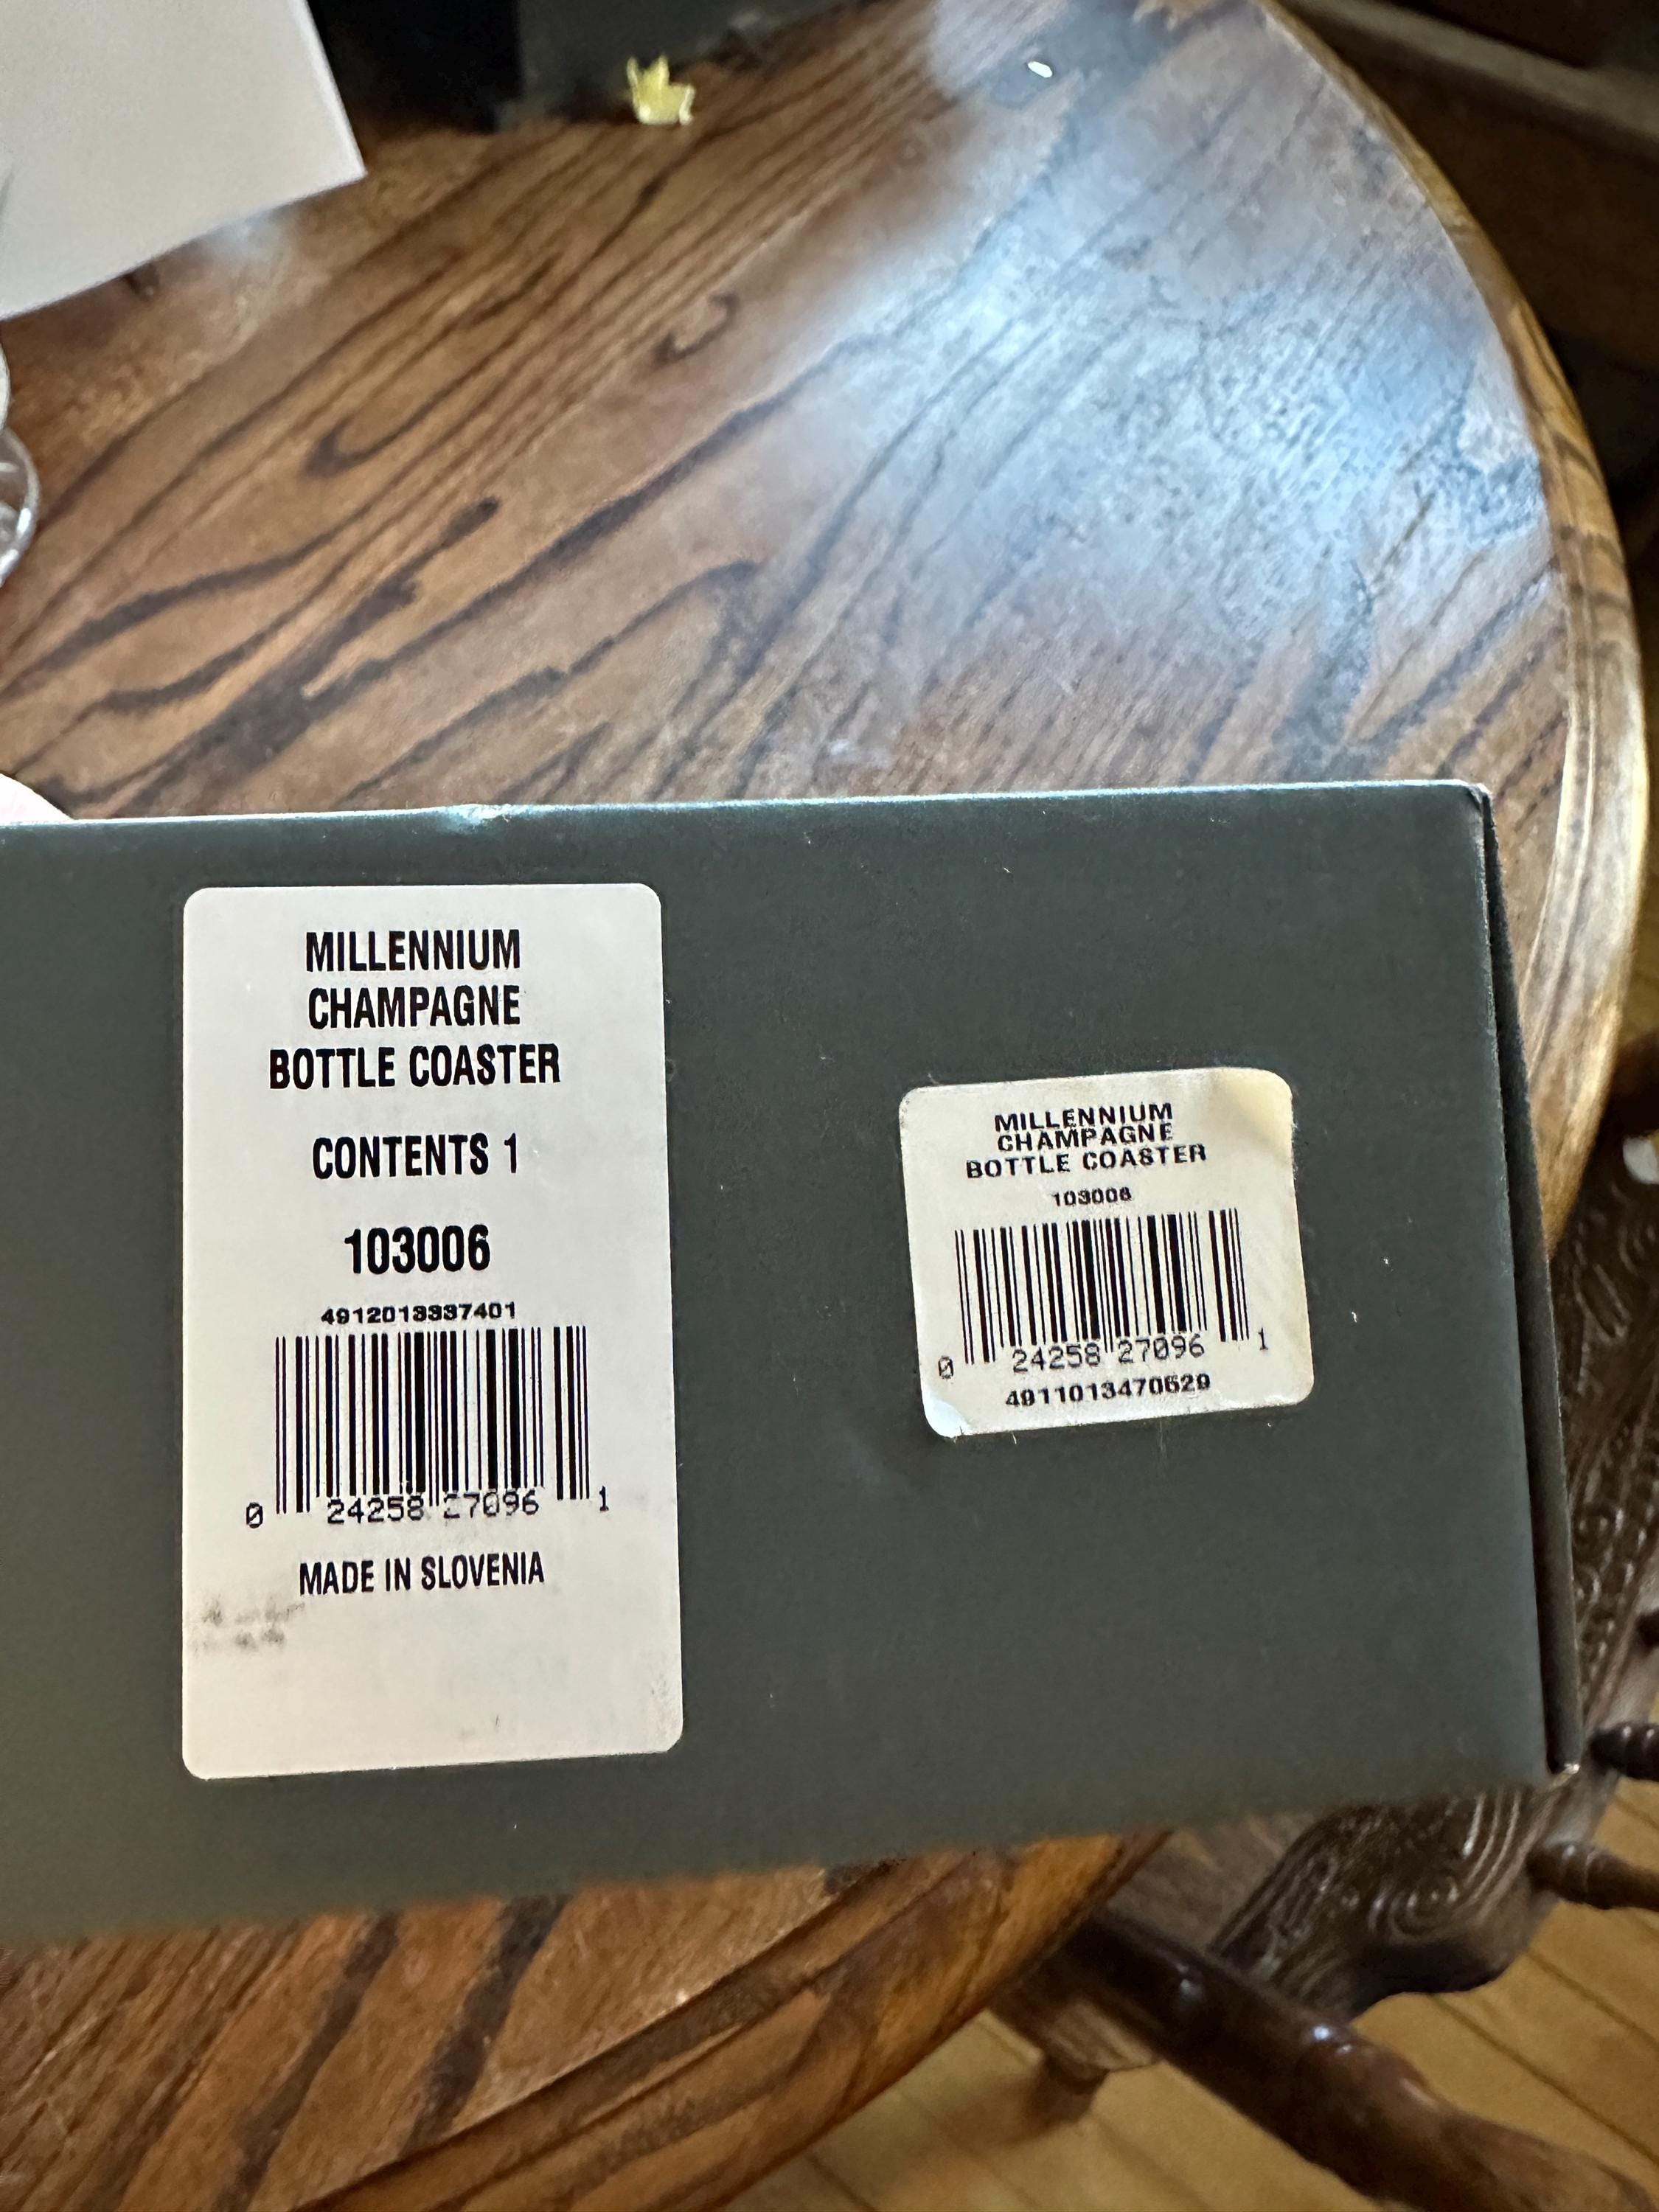 MILLENNIUM
CHAMPAGNE
BOTTLE COASTER
CONTENTS 1
103006
4912013337401
0 24258 27096 1
MADE IN SLOVENIA
MILLENNIUM
CHAMPAGNE
BOTTLE COASTER
103006
0 24258 27096 1
4911013470529